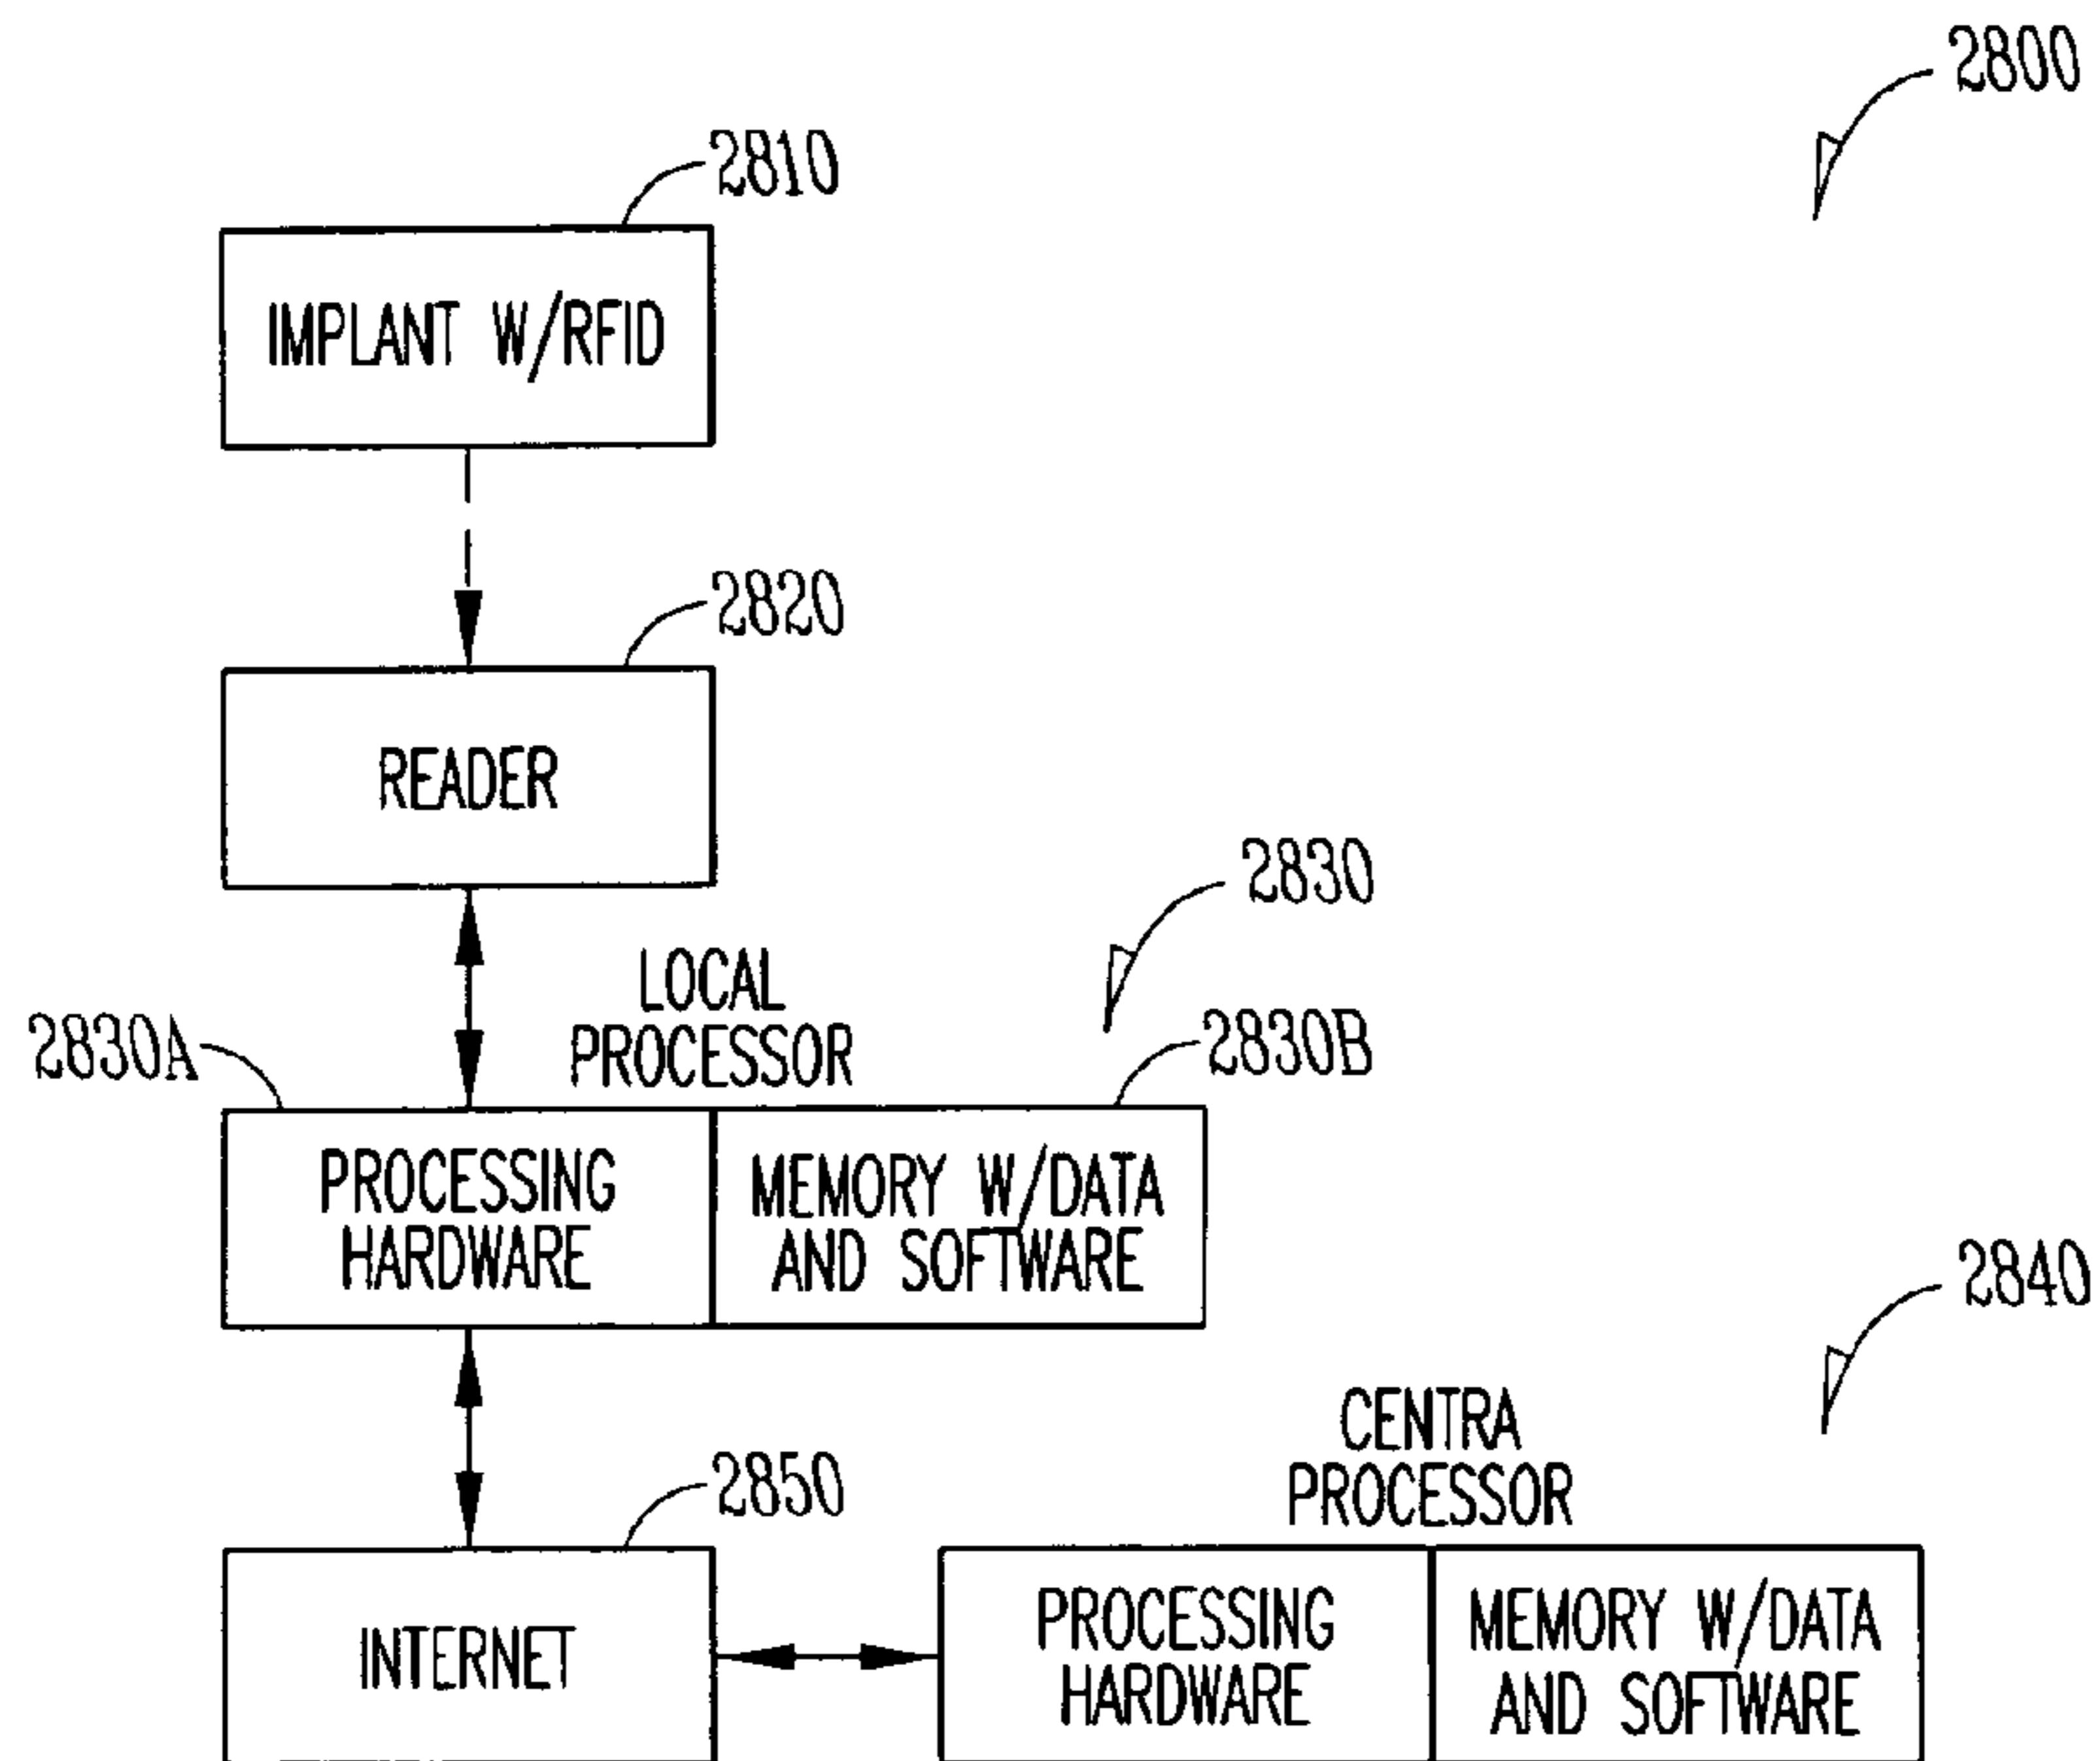 2800
2810
IMPLANT W/RFID
2820
READER
2830
LOCAL
PROCESSOR
2830A
2830B
PROCESSING
HARDWARE
MEMORY W/DATA
AND SOFTWARE
2840
CENTRA
PROCESSOR
2850
INTERNET
PROCESSING
HARDWARE
MEMORY W/DATA
AND SOFTWARE